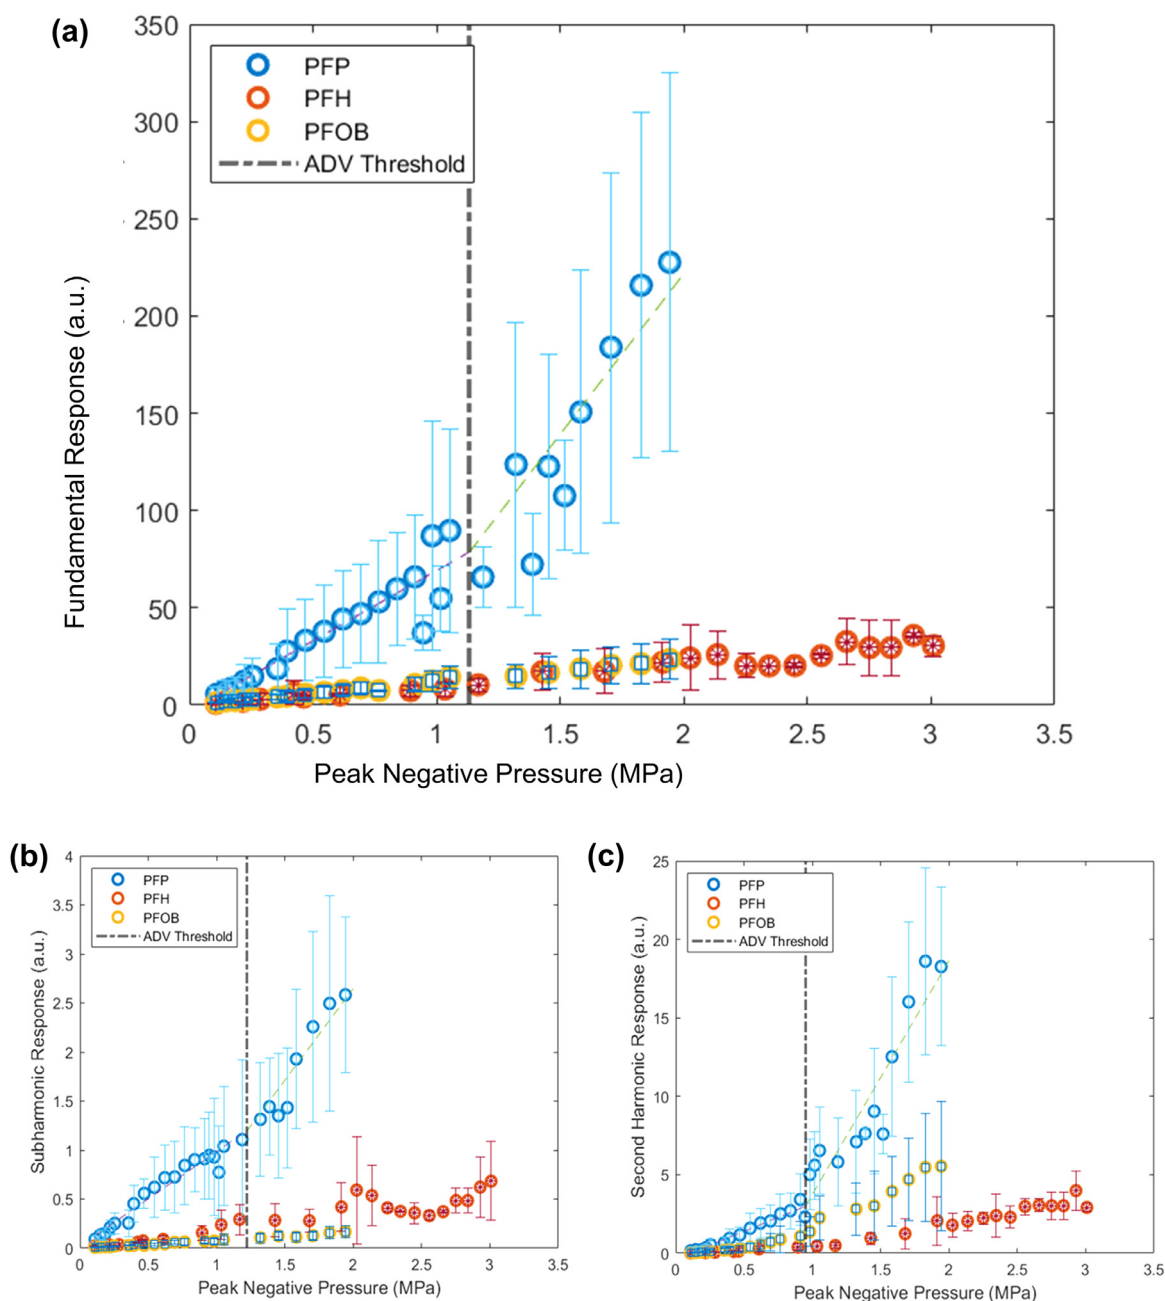 (a)
350
300
250
200
150
100
50
0
Fundamental Response (a.u.)
PFP
PFH
PFOB
ADV Threshold
0 0.5 1 1.5 2 2.5 3 3.5
Peak Negative Pressure (MPa)
(b)
4
3.5
3
2.5
2
1.5
1
0.5
0
Subharmonic Response (a.u.)
PFP
PFH
PFOB
ADV Threshold
0 0.5 1 1.5 2 2.5 3 3.5
Peak Negative Pressure (MPa)
(c)
25
20
15
10
5
0
Second Harmonic Response (a.u.)
PFP
PFH
PFOB
ADV Threshold
0 0.5 1 1.5 2 2.5 3 3.5
Peak Negative Pressure (MPa)